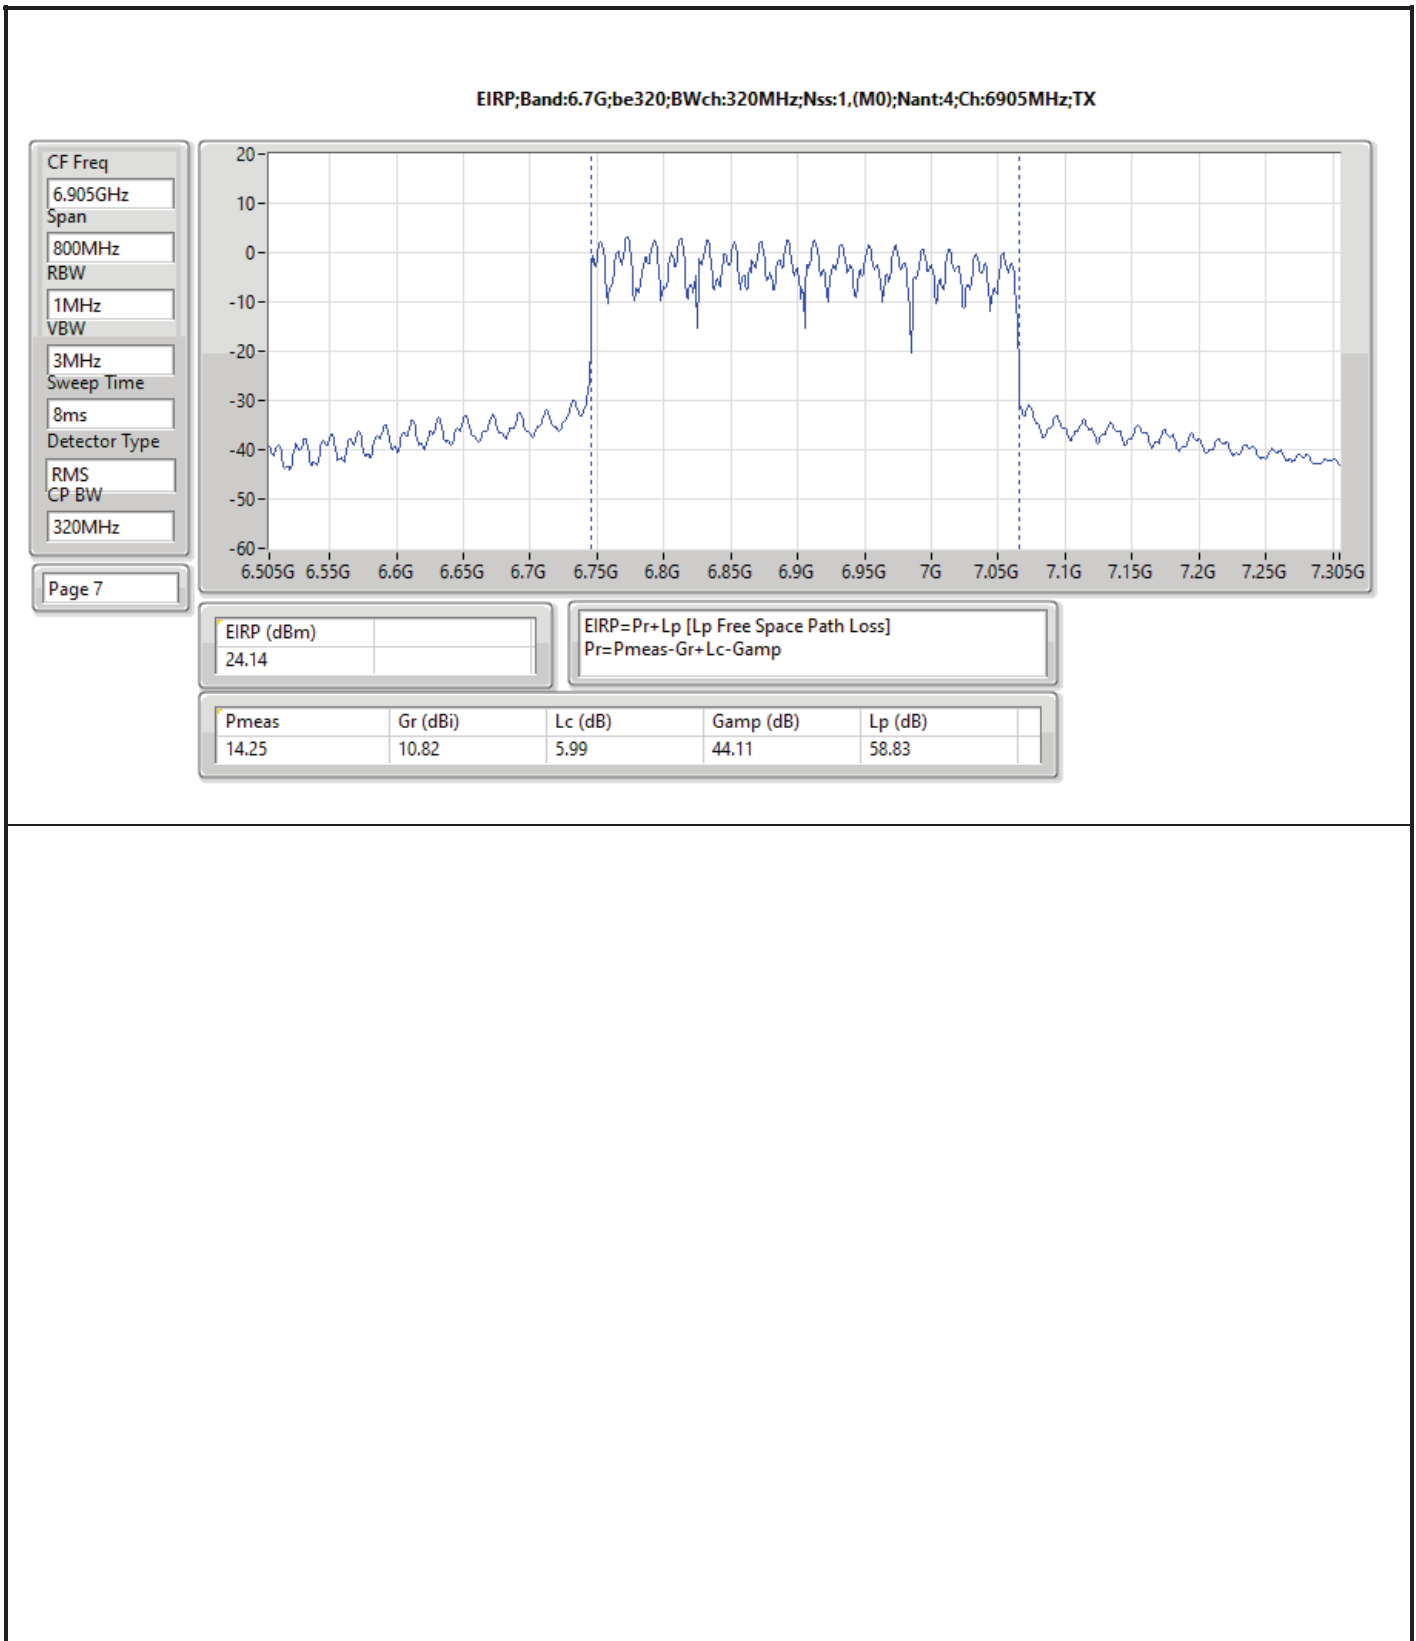 EIRP;Band:6.7G;be320;BWch:320MHz;Nss:1,(M0);Nant:4;Ch:6905MHz;TX
CF Freq
6.905GHz
Span
800MHz
RBW
1MHz
VBW
3MHz
Sweep Time
8ms
Detector Type
RMS
CP BW
320MHz
Page 7
20
10
0
-10
-20
-30
-40
-50
-60
6.505G 6.55G 6.6G 6.65G 6.7G 6.75G 6.8G 6.85G 6.9G 6.95G 7G 7.05G 7.1G 7.15G 7.2G 7.25G 7.305G
EIRP (dBm)
24.14
EIRP=Pr+Lp [Lp Free Space Path Loss]
Pr=Pmeas-Gr+Lc-Gamp
Pmeas Gr (dBi) Lc (dB) Gamp (dB) Lp (dB)
14.25 10.82 5.99 44.11 58.83